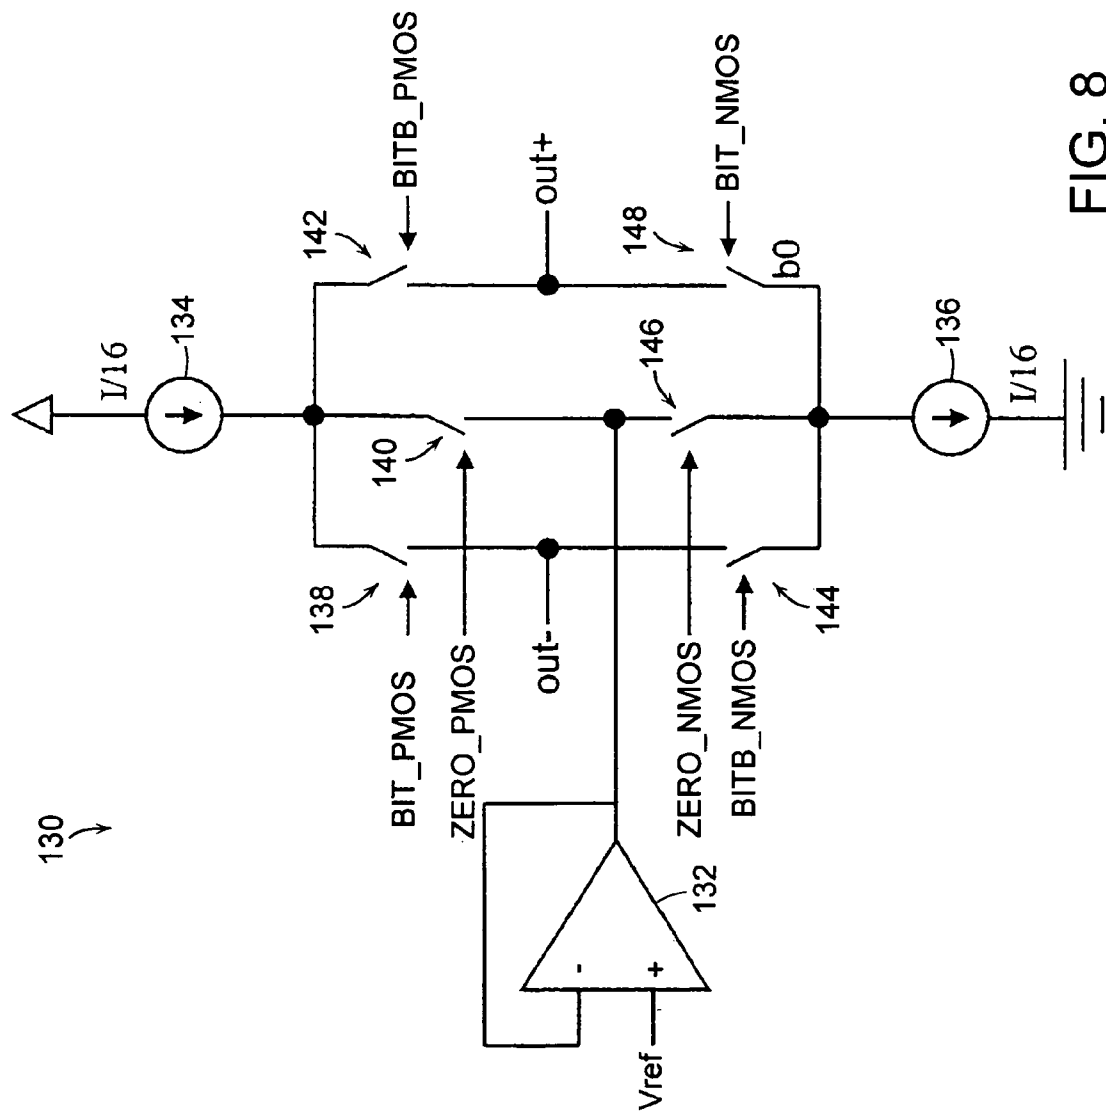 130
I/16
134
142
BITB_PMOS
138
140
BIT_PMOS
ZERO_PMOS
out-
out+
146
148
BIT_NMOS
b0
ZERO_NMOS
BITB_NMOS
144
Vref
-
+
132
136
I/16
FIG. 8